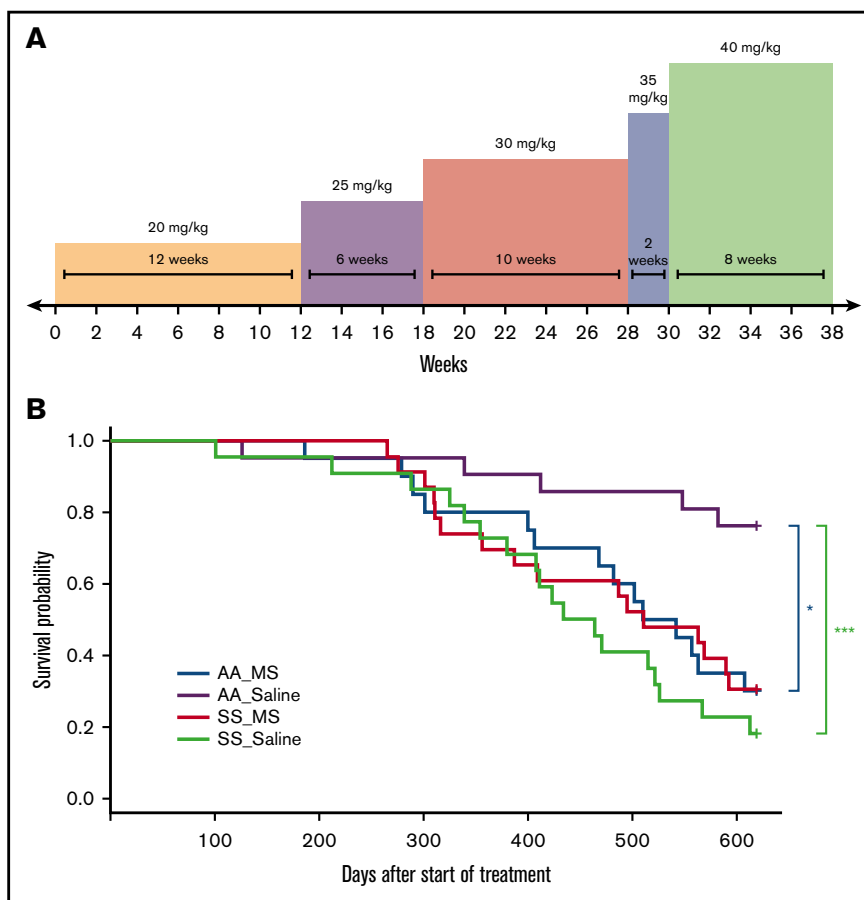 A
40 mg/kg
35
mg/kg
30 mg/kg
25 mg/kg
20 mg/kg
12 weeks
6 weeks
10 weeks
2
weeks
8 weeks
0 2 4 6 8 10 12 14 16 18 20 22 24 26 28 30 32 34 36 38
Weeks
B
1.0
0.8
0.6
0.4
0.2
0.0
Survival probability
AA_MS
AA_Saline
SS_MS
SS_Saline
*
***
100 200 300 400 500 600
Days after start of treatment